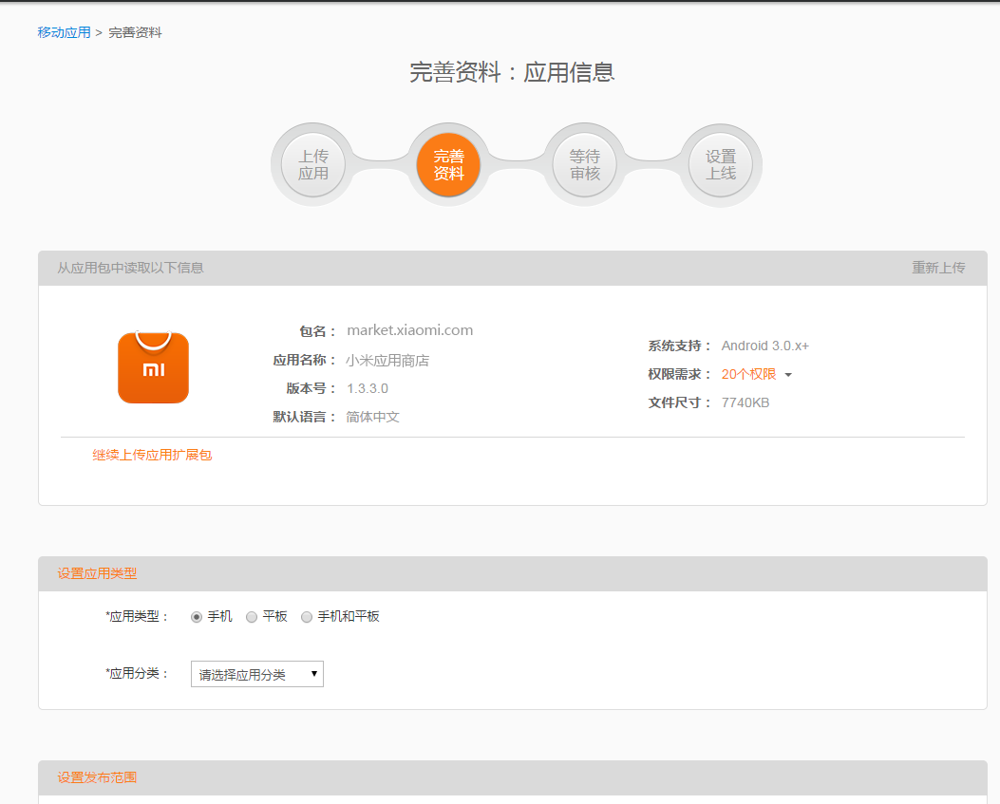 移动应用 > 完善资料
完善资料：应用信息
上传
应用
完善
资料
等待
审核
设置
上线
从应用包中读取以下信息
重新上传
mi
包名： market.xiaomi.com
应用名称： 小米应用商店
版本号： 1.3.3.0
默认语言： 简体中文
系统支持： Android 3.0.x+
权限需求： 20个权限
文件尺寸： 7740KB
继续上传应用扩展包
设置应用类型
*应用类型： 手机 平板 手机和平板
*应用分类： 请选择应用分类
设置发布范围